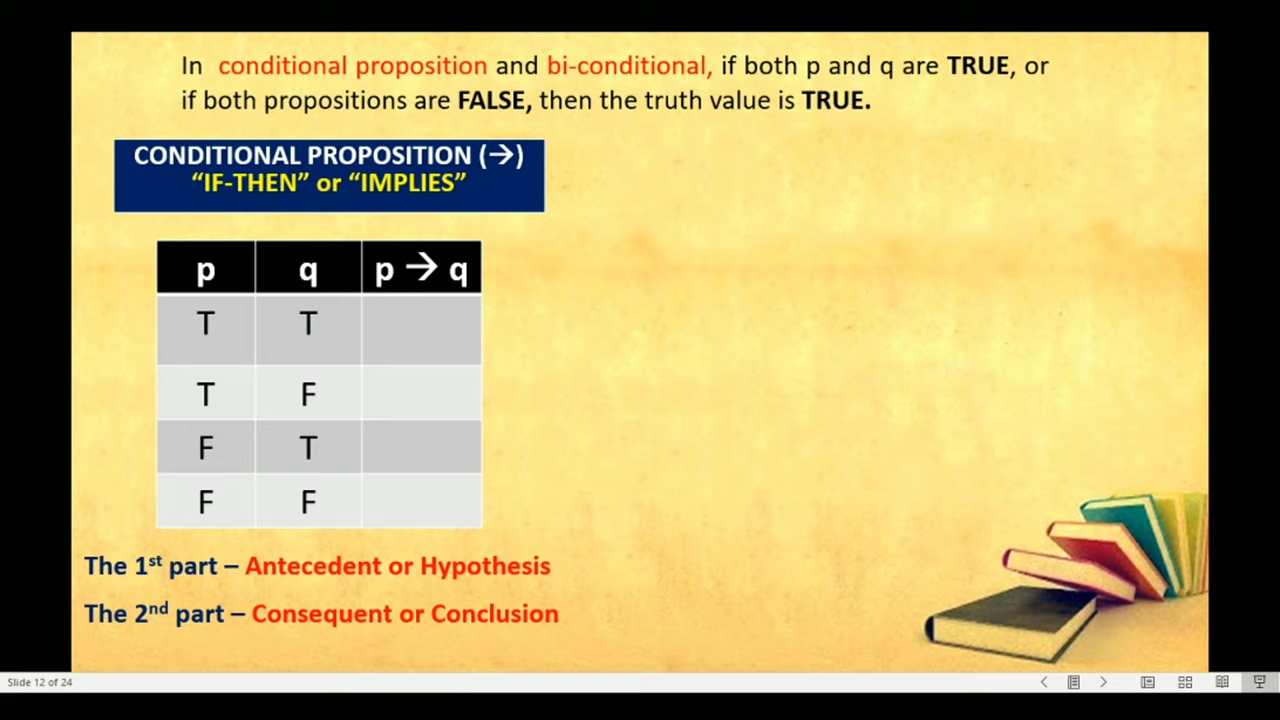 In conditional proposition and bi-conditional, if both p and q are TRUE, or
if both propositions are FALSE, then the truth value is TRUE.
CONDITIONAL PROPOSITION (→)
“IF-THEN” or “IMPLIES”
p q p → q
T T
T F
F T
F F
The 1st part – Antecedent or Hypothesis
The 2nd part – Consequent or Conclusion
Slide 12 of 24